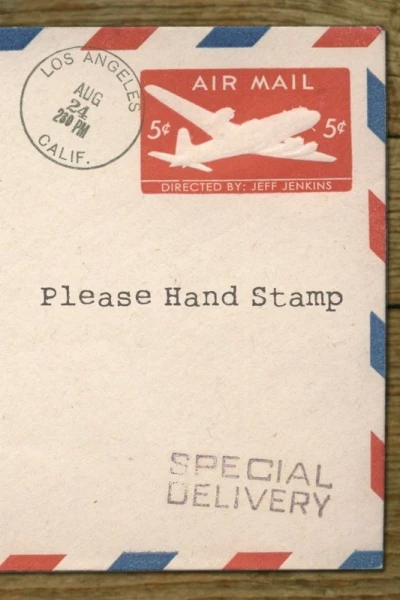 LOS ANGELES
AUG
24
260 PM
CALIF.
AIR MAIL
5¢ 5¢
DIRECTED BY: JEFF JENKINS
Please Hand Stamp
SPECIAL
DELIVERY